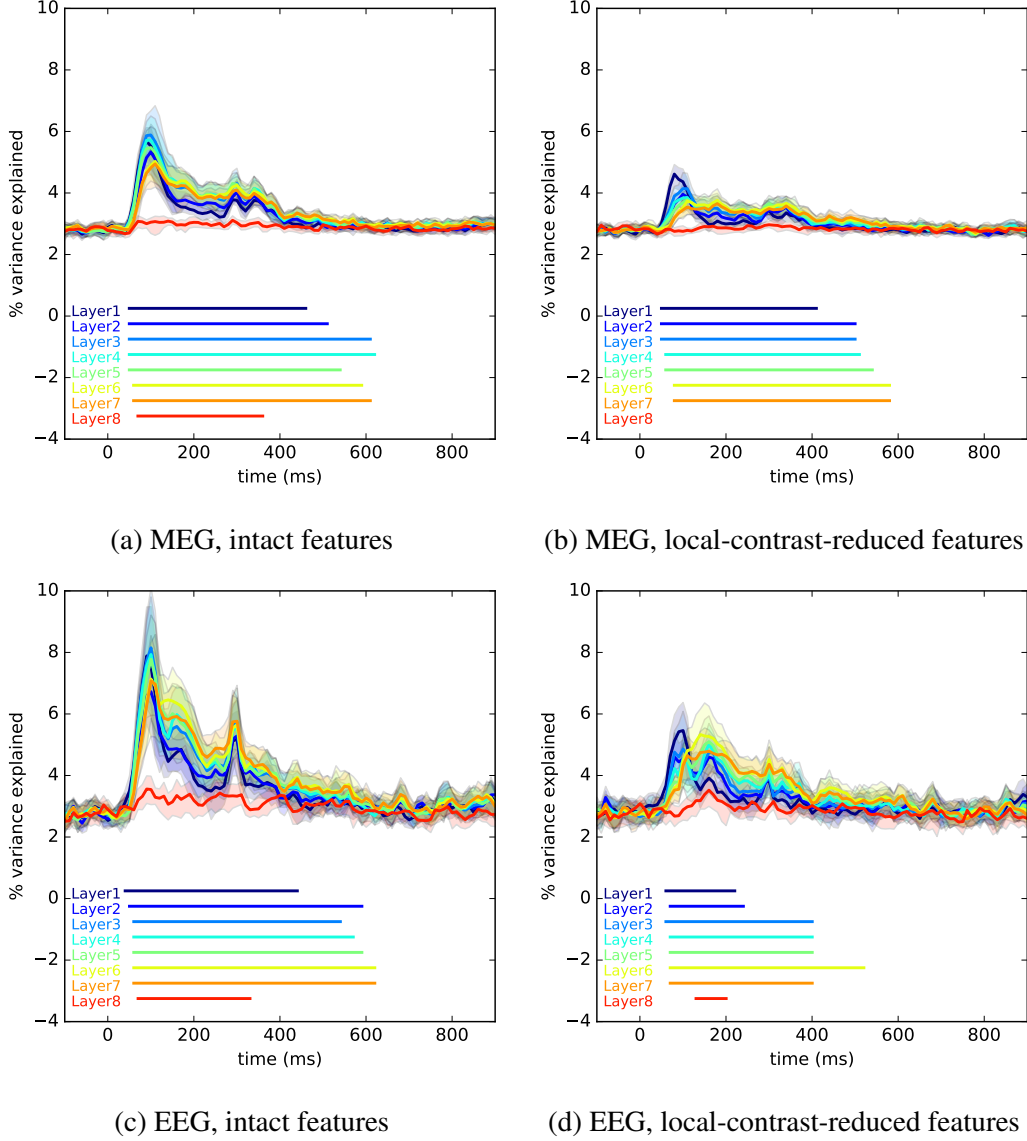 10
8
6
4
2
0
−2
−4
% variance explained
Layer1
Layer2
Layer3
Layer4
Layer5
Layer6
Layer7
Layer8
0 200 400 600 800
time (ms)
(a) MEG, intact features
10
8
6
4
2
0
−2
−4
% variance explained
Layer1
Layer2
Layer3
Layer4
Layer5
Layer6
Layer7
Layer8
0 200 400 600 800
time (ms)
(b) MEG, local-contrast-reduced features
10
8
6
4
2
0
−2
−4
% variance explained
Layer1
Layer2
Layer3
Layer4
Layer5
Layer6
Layer7
Layer8
0 200 400 600 800
time (ms)
(c) EEG, intact features
10
8
6
4
2
0
−2
−4
% variance explained
Layer1
Layer2
Layer3
Layer4
Layer5
Layer6
Layer7
Layer8
0 200 400 600 800
time (ms)
(d) EEG, local-contrast-reduced features